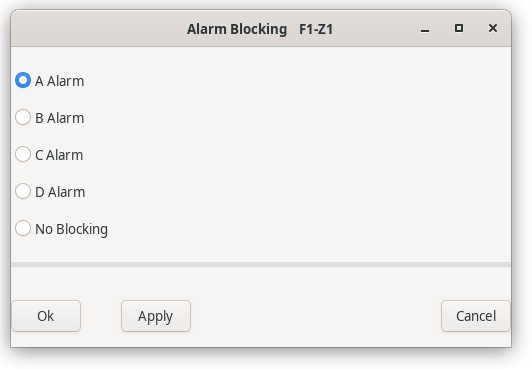 Alarm Blocking F1-Z1
A Alarm
B Alarm
C Alarm
D Alarm
No Blocking
Ok Apply Cancel